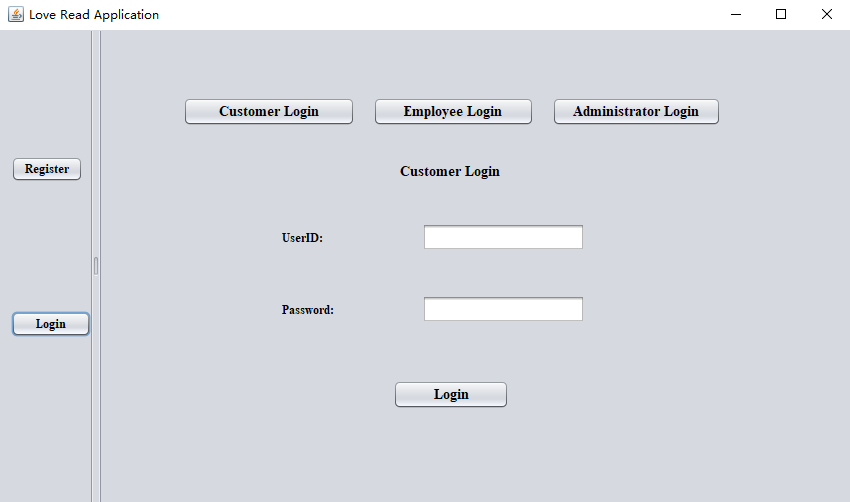 Love Read Application
Customer Login
Employee Login
Administrator Login
Register
Customer Login
UserID:
Password:
Login
Login